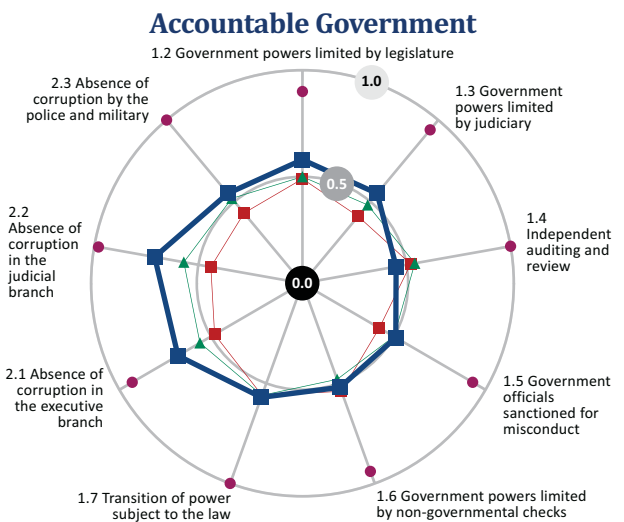 Accountable Government
1.2 Government powers limited by legislature
1.0
2.3 Absence of
corruption by the
police and military
1.3 Government
powers limited
by judiciary
0.5
2.2
Absence of
corruption
in the
judicial
branch
1.4
Independent
auditing and
review
0.0
2.1 Absence of
corruption in
the executive
branch
1.5 Government
officials
sanctioned for
misconduct
1.7 Transition of power
subject to the law
1.6 Government powers limited
by non-governmental checks